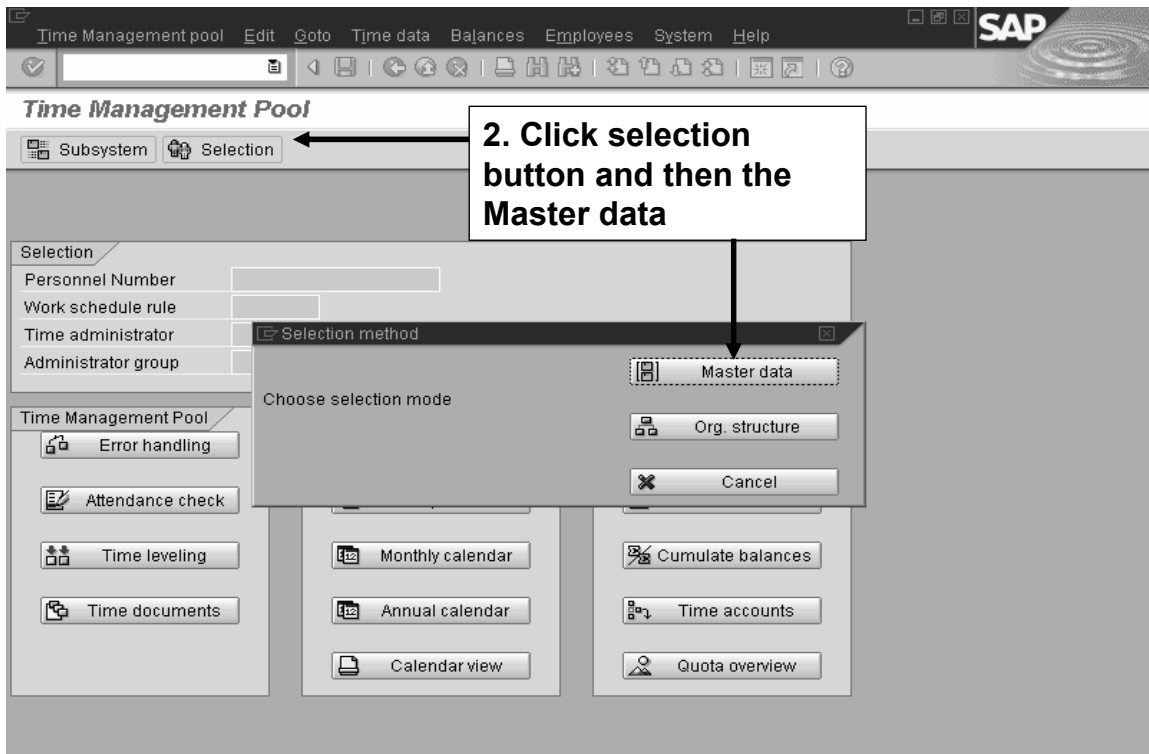 Time Management pool Edit Goto Time data Balances Employees System Help
SAP
Time Management Pool
Subsystem Selection
2. Click selection
button and then the
Master data
Selection
Personnel Number
Work schedule rule
Time administrator
Administrator group
Selection method
Choose selection mode
Master data
Org. structure
Cancel
Time Management Pool
Error handling
Attendance check
Time leveling
Time documents
12 Monthly calendar
12 Annual calendar
Calendar view
Cumulate balances
Time accounts
Quota overview